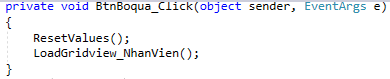 private void BtnBoqua_Click(object sender, EventArgs e)
{
    ResetValues();
    LoadGridview_NhanVien();
}